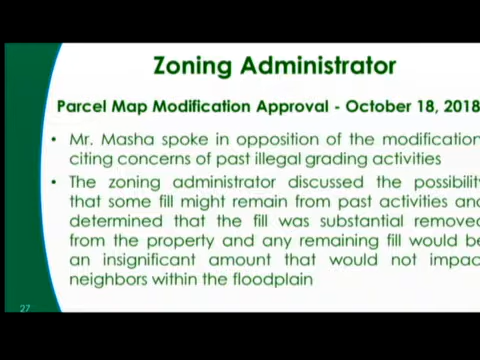 Zoning Administrator
Parcel Map Modification Approval - October 18, 2018
• Mr. Masha spoke in opposition of the modification
citing concerns of past illegal grading activities
• The zoning administrator discussed the possibilit
that some fill might remain from past activities and
determined that the fill was substantial removed
from the property and any remaining fill would be
an insignificant amount that would not impac
neighbors within the floodplain
27